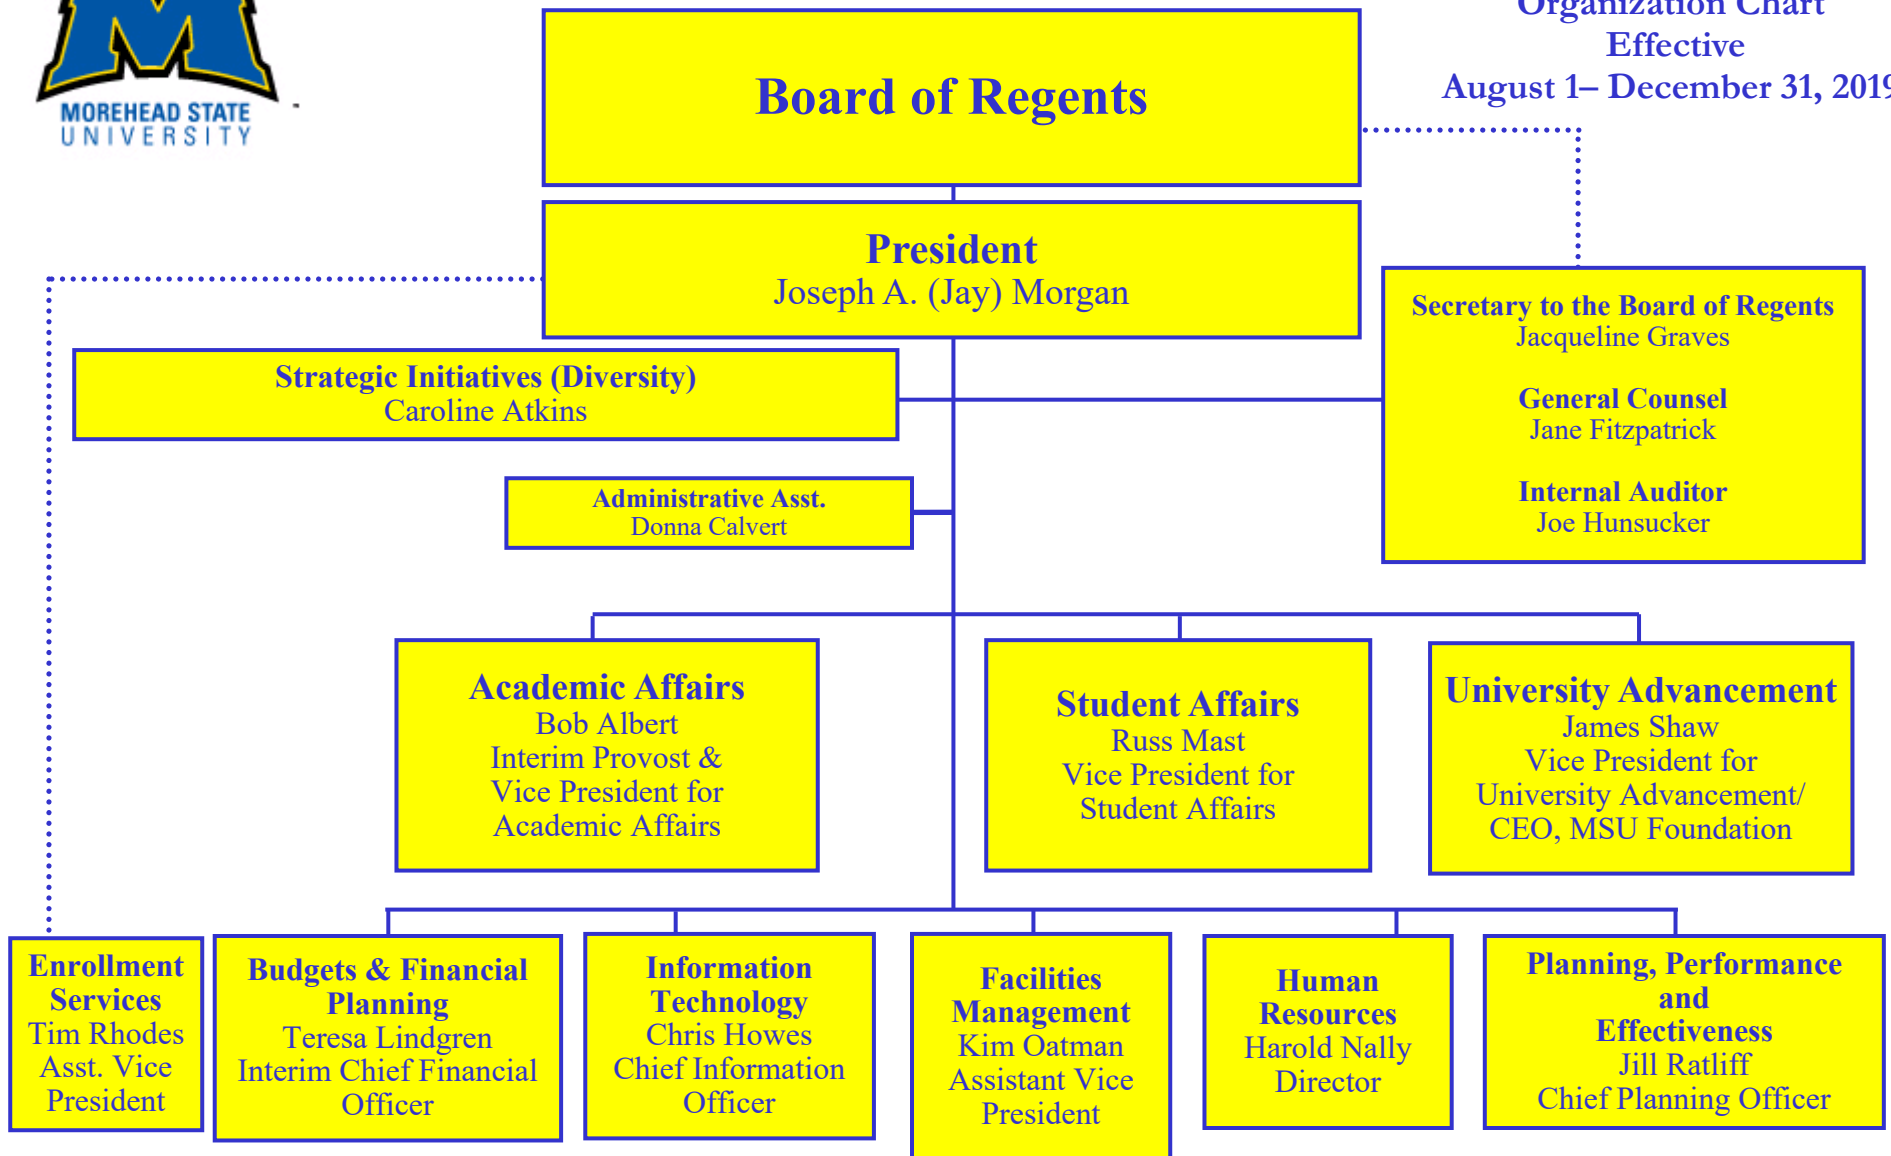 MOREHEAD STATE
UNIVERSITY
Organization Chart
Effective
August 1– December 31, 2019
Board of Regents
President
Joseph A. (Jay) Morgan
Secretary to the Board of Regents
Jacqueline Graves
General Counsel
Jane Fitzpatrick
Internal Auditor
Joe Hunsucker
Strategic Initiatives (Diversity)
Caroline Atkins
Administrative Asst.
Donna Calvert
Academic Affairs
Bob Albert
Interim Provost &
Vice President for
Academic Affairs
Student Affairs
Russ Mast
Vice President for
Student Affairs
University Advancement
James Shaw
Vice President for
University Advancement/
CEO, MSU Foundation
Enrollment
Services
Tim Rhodes
Asst. Vice
President
Budgets & Financial
Planning
Teresa Lindgren
Interim Chief Financial
Officer
Information
Technology
Chris Howes
Chief Information
Officer
Facilities
Management
Kim Oatman
Assistant Vice
President
Human
Resources
Harold Nally
Director
Planning, Performance
and
Effectiveness
Jill Ratliff
Chief Planning Officer